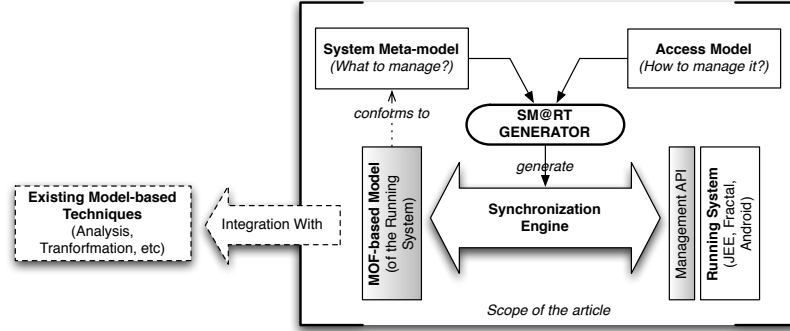 System Meta-model
(What to manage?)
Access Model
(How to manage it?)
conforms to
SM@RT
GENERATOR
generate
Existing Model-based
Techniques
(Analysis,
Tranformation, etc)
Integration With
MOF-based Model
(of the Running
System)
Synchronization
Engine
Management API
Running System
(JEE, Fractal,
Android)
Scope of the article